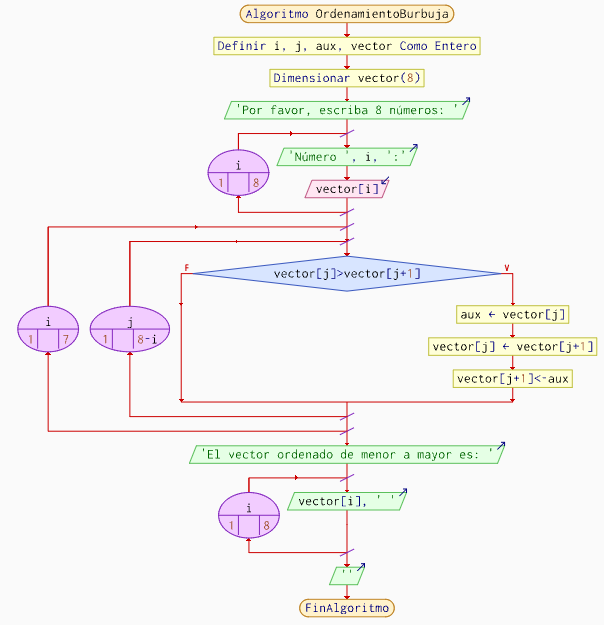 Algoritmo OrdenamientoBurbuja
Definir i, j, aux, vector Como Entero
Dimensionar vector(8)
'Por favor, escriba 8 números: '
i
1 8
'Número ', i, ':'
vector[i]
vector[j]>vector[j+1]
F
V
i
1 7
j
1 8-i
aux ← vector[j]
vector[j] ← vector[j+1]
vector[j+1]<-aux
'El vector ordenado de menor a mayor es: '
i
1 8
vector[i], ' '
''
FinAlgoritmo